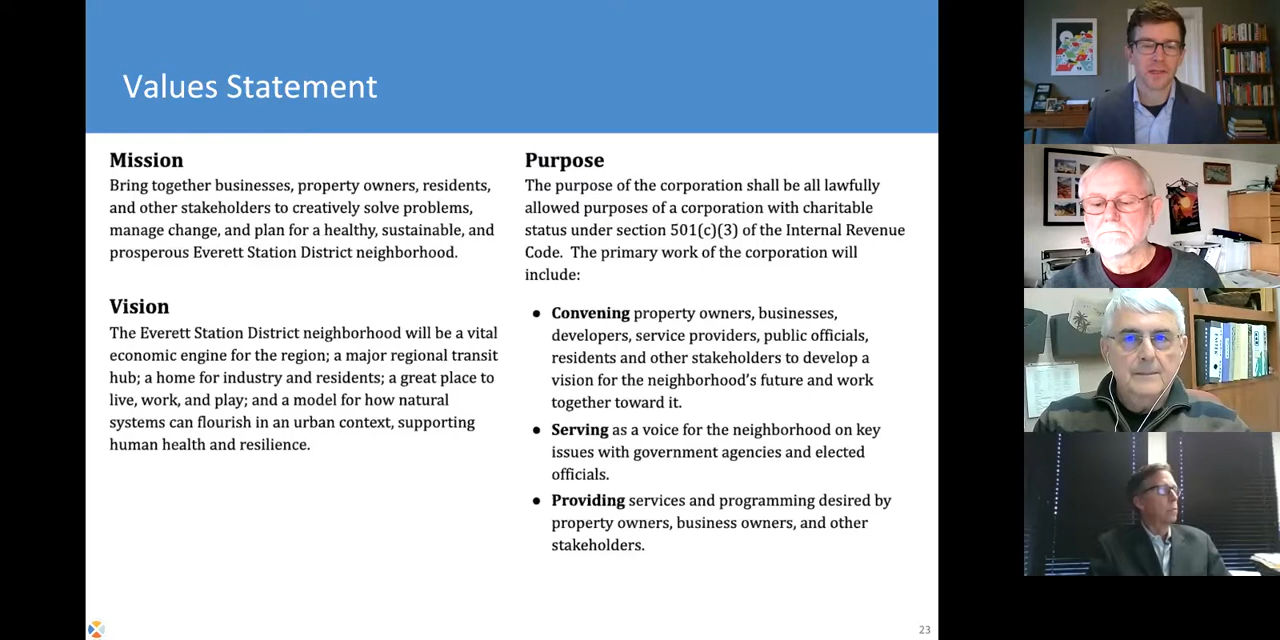 Values Statement
Mission
Bring together businesses, property owners, residents,
and other stakeholders to creatively solve problems,
manage change, and plan for a healthy, sustainable, and
prosperous Everett Station District neighborhood.
Vision
The Everett Station District neighborhood will be a vital
economic engine for the region; a major regional transit
hub; a home for industry and residents; a great place to
live, work, and play; and a model for how natural
systems can flourish in an urban context, supporting
human health and resilience.
Purpose
The purpose of the corporation shall be all lawfully
allowed purposes of a corporation with charitable
status under section 501(c)(3) of the Internal Revenue
Code. The primary work of the corporation will
include:
● Convening property owners, businesses,
developers, service providers, public officials,
residents and other stakeholders to develop a
vision for the neighborhood's future and work
together toward it.
● Serving as a voice for the neighborhood on key
issues with government agencies and elected
officials.
● Providing services and programming desired by
property owners, business owners, and other
stakeholders.
23